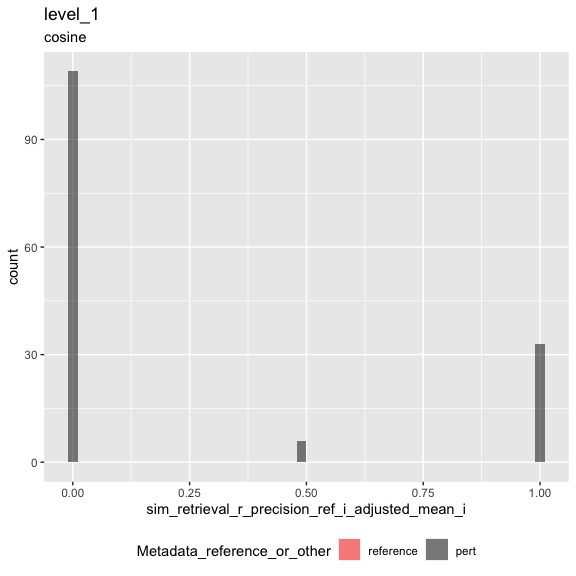 level_1
cosine
count
90
60
30
0
0.00 0.25 0.50 0.75 1.00
sim_retrieval_r_precision_ref_i_adjusted_mean_i
Metadata_reference_or_other reference pert